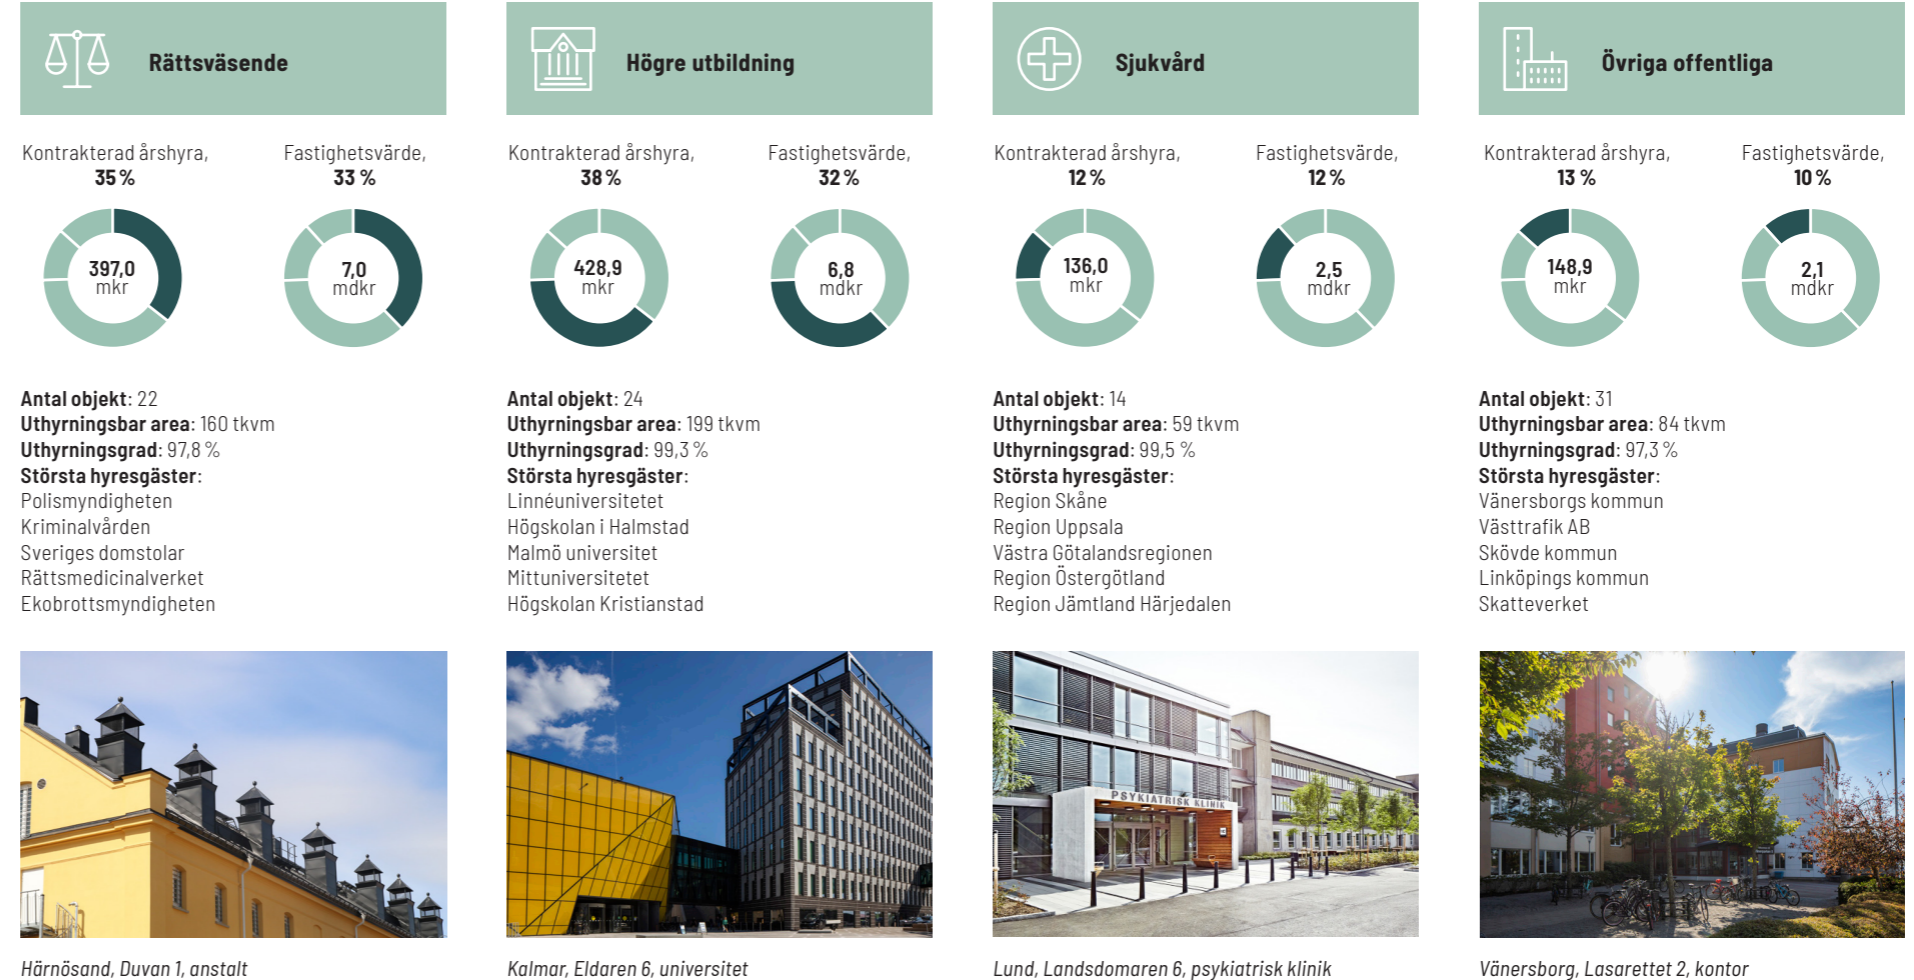 Rättsväsende
Kontrakterad årshyra,
35 %
Fastighetsvärde,
33 %
397,0
mkr
7,0
mdkr
Antal objekt: 22
Uthyrningsbar area: 160 tkvm
Uthyrningsgrad: 97,8 %
Största hyresgäster:
Polismyndigheten
Kriminalvården
Sveriges domstolar
Rättsmedicinalverket
Ekobrottsmyndigheten
Härnösand, Duvan 1, anstalt
Högre utbildning
Kontrakterad årshyra,
38 %
Fastighetsvärde,
32 %
428,9
mkr
6,8
mdkr
Antal objekt: 24
Uthyrningsbar area: 199 tkvm
Uthyrningsgrad: 99,3 %
Största hyresgäster:
Linnéuniversitetet
Högskolan i Halmstad
Malmö universitet
Mittuniversitetet
Högskolan Kristianstad
Kalmar, Eldaren 6, universitet
Sjukvård
Kontrakterad årshyra,
12 %
Fastighetsvärde,
12 %
136,0
mkr
2,5
mdkr
Antal objekt: 14
Uthyrningsbar area: 59 tkvm
Uthyrningsgrad: 99,5 %
Största hyresgäster:
Region Skåne
Region Uppsala
Västra Götalandsregionen
Region Östergötland
Region Jämtland Härjedalen
PSYKIATRISK KLINIK
Lund, Landsdomaren 6, psykiatrisk klinik
Övriga offentliga
Kontrakterad årshyra,
13 %
Fastighetsvärde,
10 %
148,9
mkr
2,1
mdkr
Antal objekt: 31
Uthyrningsbar area: 84 tkvm
Uthyrningsgrad: 97,3 %
Största hyresgäster:
Vänersborgs kommun
Västtrafik AB
Skövde kommun
Linköpings kommun
Skatteverket
Vänersborg, Lasarettet 2, kontor